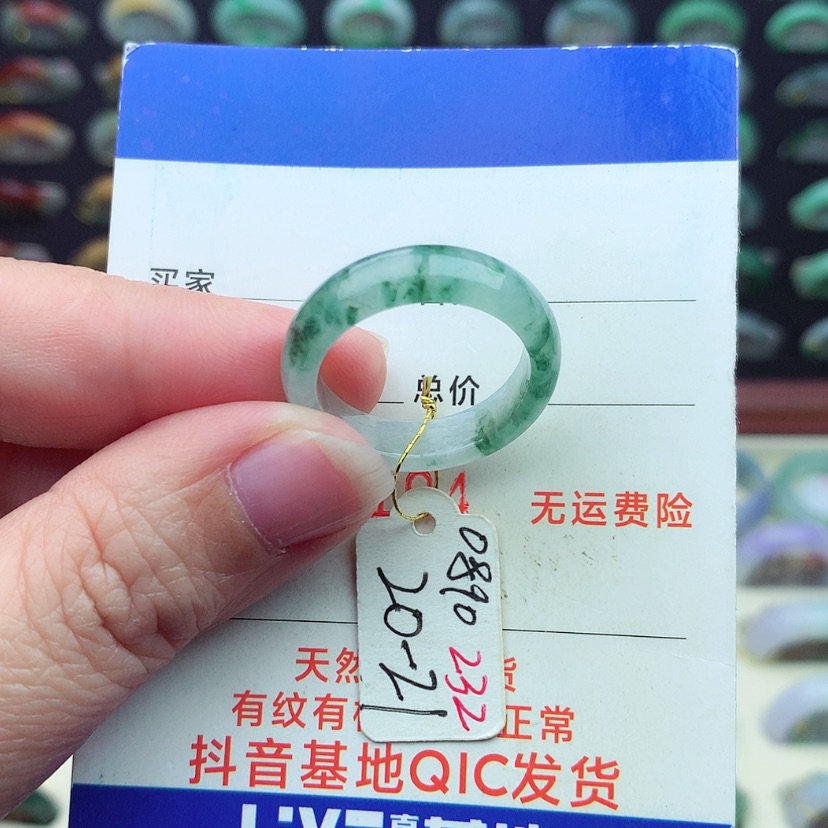 买家
总价
无运费险
0890 232
20-21
天然
货
有纹有
正常
抖音基地QIC发货